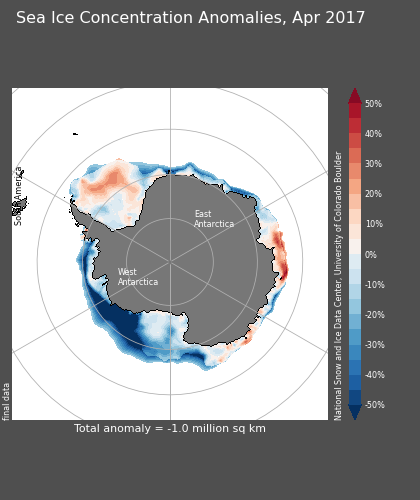 Sea Ice Concentration Anomalies, Apr 2017
South America
East
Antarctica
West
Antarctica
50%
40%
30%
20%
10%
0%
-10%
-20%
-30%
-40%
-50%
National Snow and Ice Data Center, University of Colorado Boulder
final data
Total anomaly = -1.0 million sq km